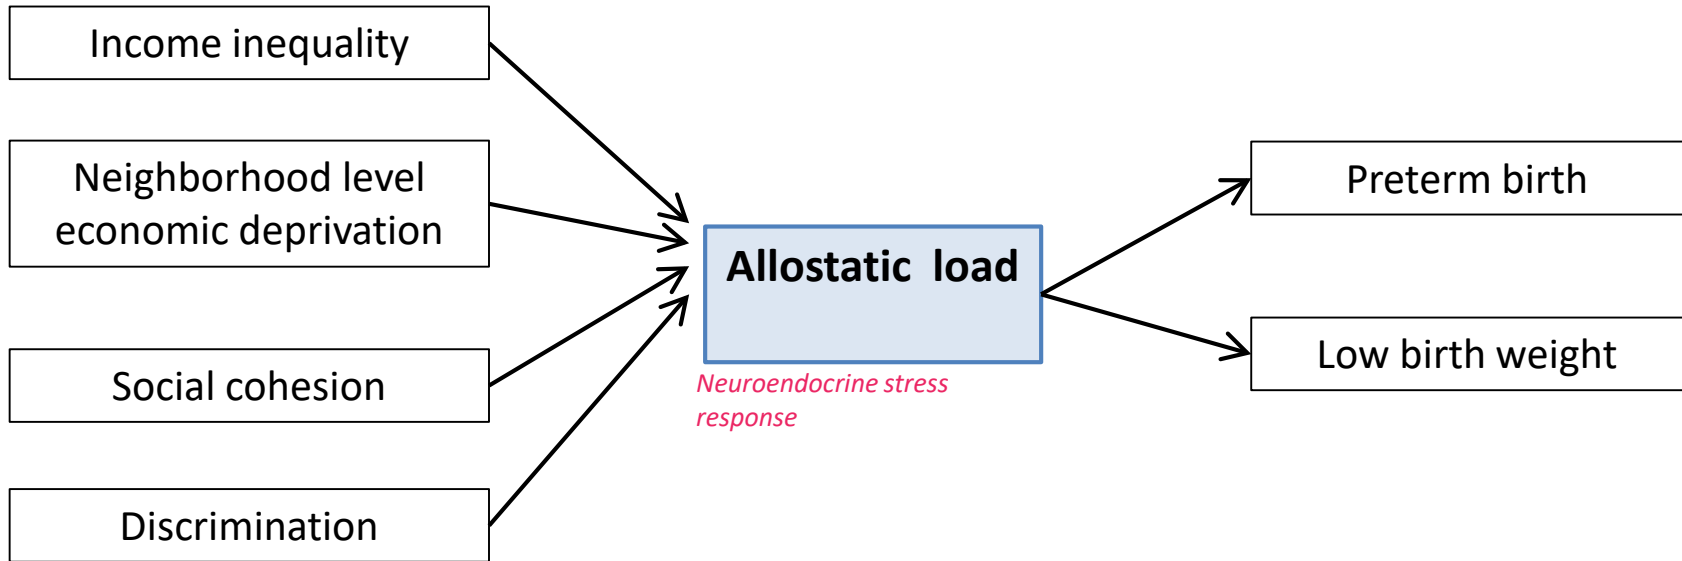 Income inequality
Neighborhood level
economic deprivation
Social cohesion
Discrimination
Allostatic load
Neuroendocrine stress
response
Preterm birth
Low birth weight